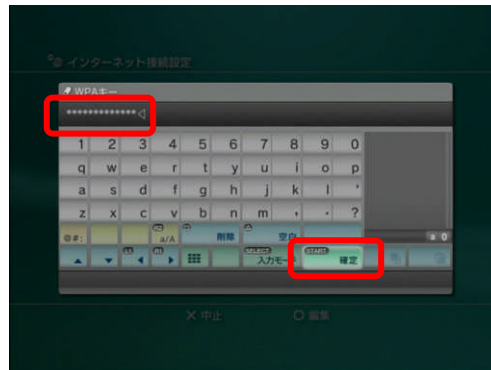 インターネット接続設定
WPAキー
*************
1 2 3 4 5 6 7 8 9 0
q w e r t y u i o p
a s d f g h j k l '
z x c v b n m , . ?
@#: a/A 削除 空白 a 0
SELECT START
入力モード 確定
× 中止 ○ 編集